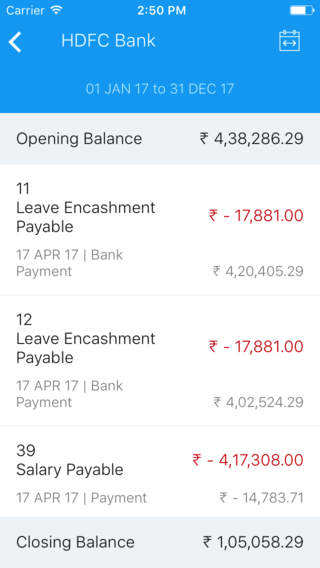 Carrier 2:50 PM
HDFC Bank
01 JAN 17 to 31 DEC 17
Opening Balance ₹ 4,38,286.29
11
Leave Encashment
Payable
₹ - 17,881.00
17 APR 17 | Bank
Payment
₹ 4,20,405.29
12
Leave Encashment
Payable
₹ - 17,881.00
17 APR 17 | Bank
Payment
₹ 4,02,524.29
39
Salary Payable
₹ - 4,17,308.00
17 APR 17 | Payment ₹ - 14,783.71
Closing Balance ₹ 1,05,058.29